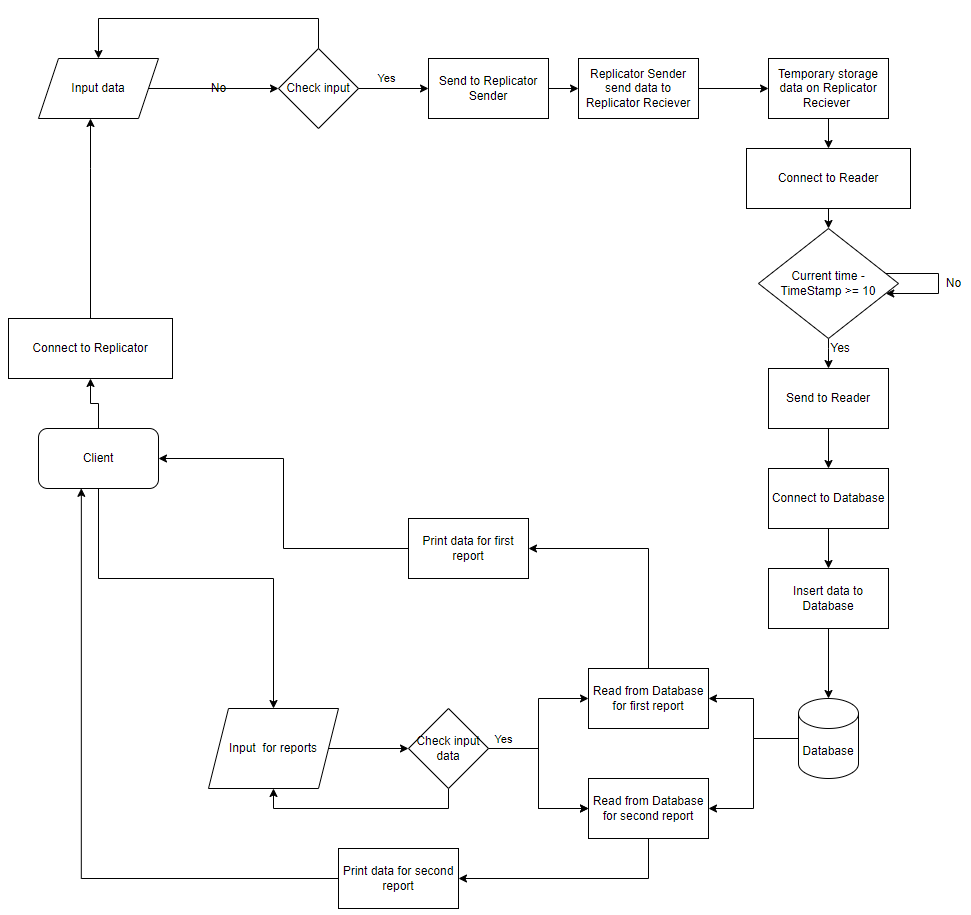 Input data
No
Check input
Yes
Send to Replicator
Sender
Replicator Sender
send data to
Replicator Reciever
Temporary storage
data on Replicator
Reciever
Connect to Reader
Current time -
TimeStamp >= 10
No
Yes
Connect to Replicator
Send to Reader
Client
Connect to Database
Print data for first
report
Insert data to
Database
Read from Database
for first report
Input for reports
Check input
data
Yes
Database
Read from Database
for second report
Print data for second
report